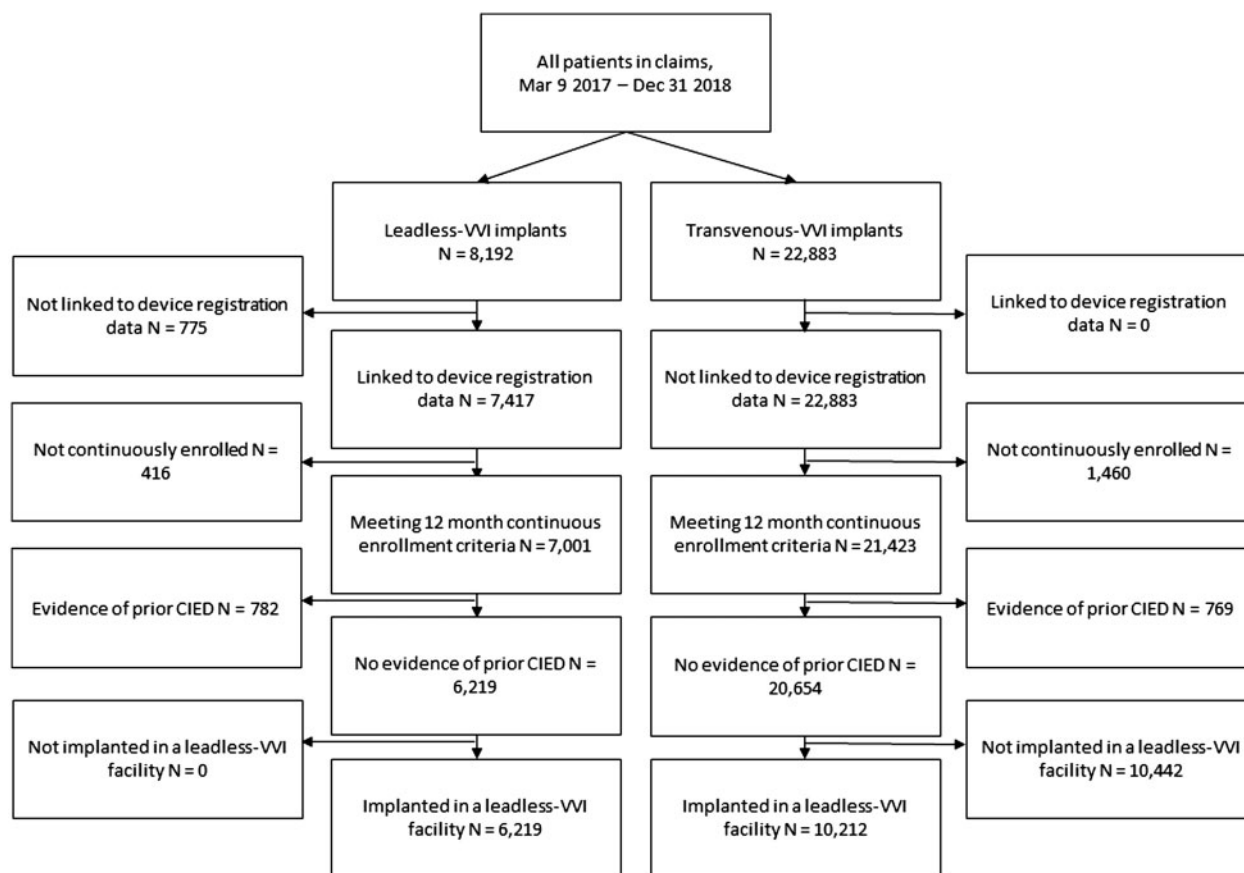 All patients in claims,
Mar 9 2017 – Dec 31 2018
Leadless-VVI implants
N = 8,192
Transvenous-VVI implants
N = 22,883
Not linked to device registration
data N = 775
Linked to device registration
data N = 0
Linked to device registration
data N = 7,417
Not linked to device registration
data N = 22,883
Not continuously enrolled N =
416
Not continuously enrolled N =
1,460
Meeting 12 month continuous
enrollment criteria N = 7,001
Meeting 12 month continuous
enrollment criteria N = 21,423
Evidence of prior CIED N = 782
Evidence of prior CIED N = 769
No evidence of prior CIED N =
6,219
No evidence of prior CIED N =
20,654
Not implanted in a leadless-VVI
facility N = 0
Not implanted in a leadless-VVI
facility N = 10,442
Implanted in a leadless-VVI
facility N = 6,219
Implanted in a leadless-VVI
facility N = 10,212